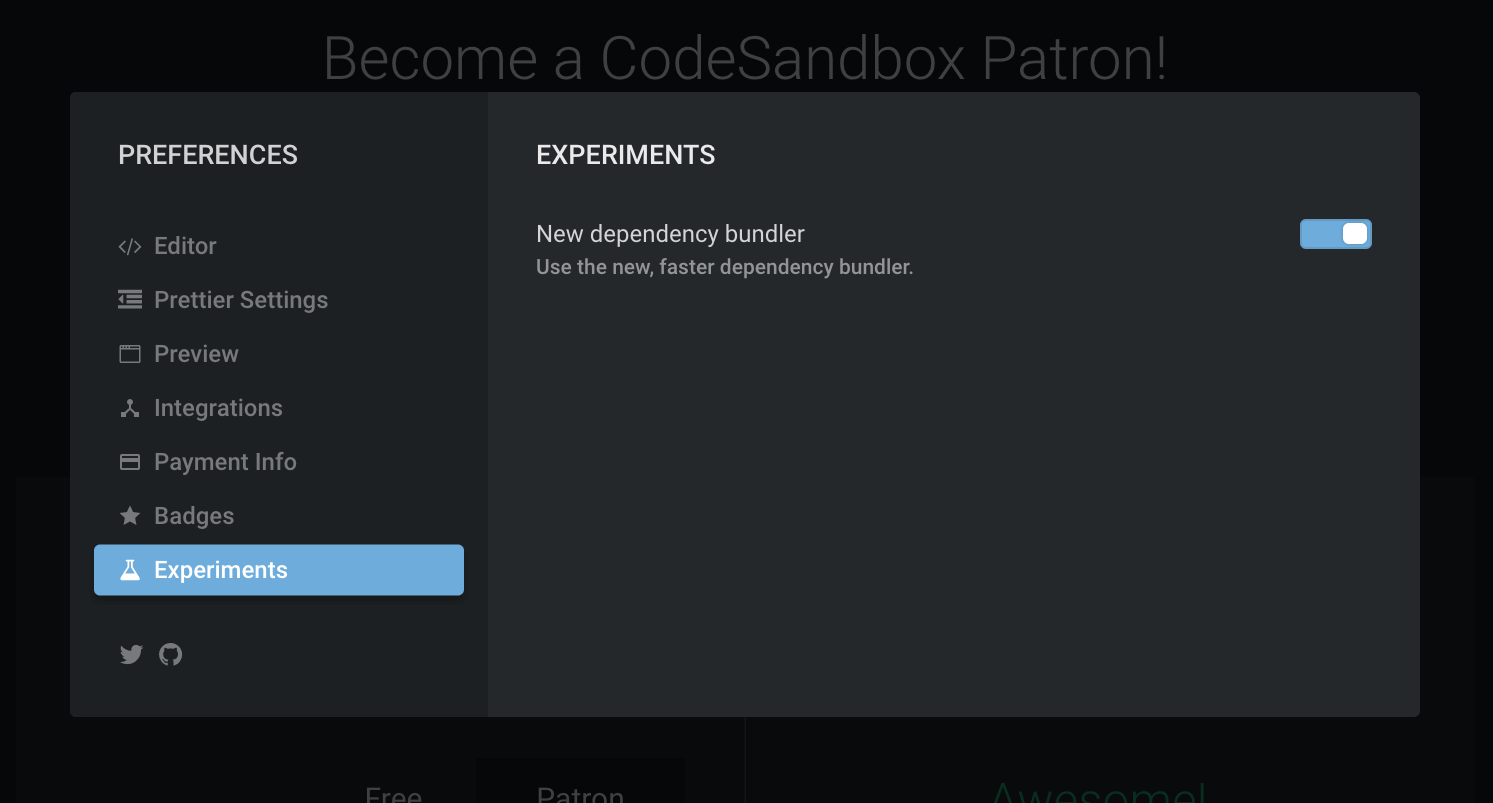 Become a CodeSandbox Patron!
PREFERENCES
Editor
Prettier Settings
Preview
Integrations
Payment Info
Badges
Experiments
EXPERIMENTS
New dependency bundler
Use the new, faster dependency bundler.
Free
Patron
Awesome!